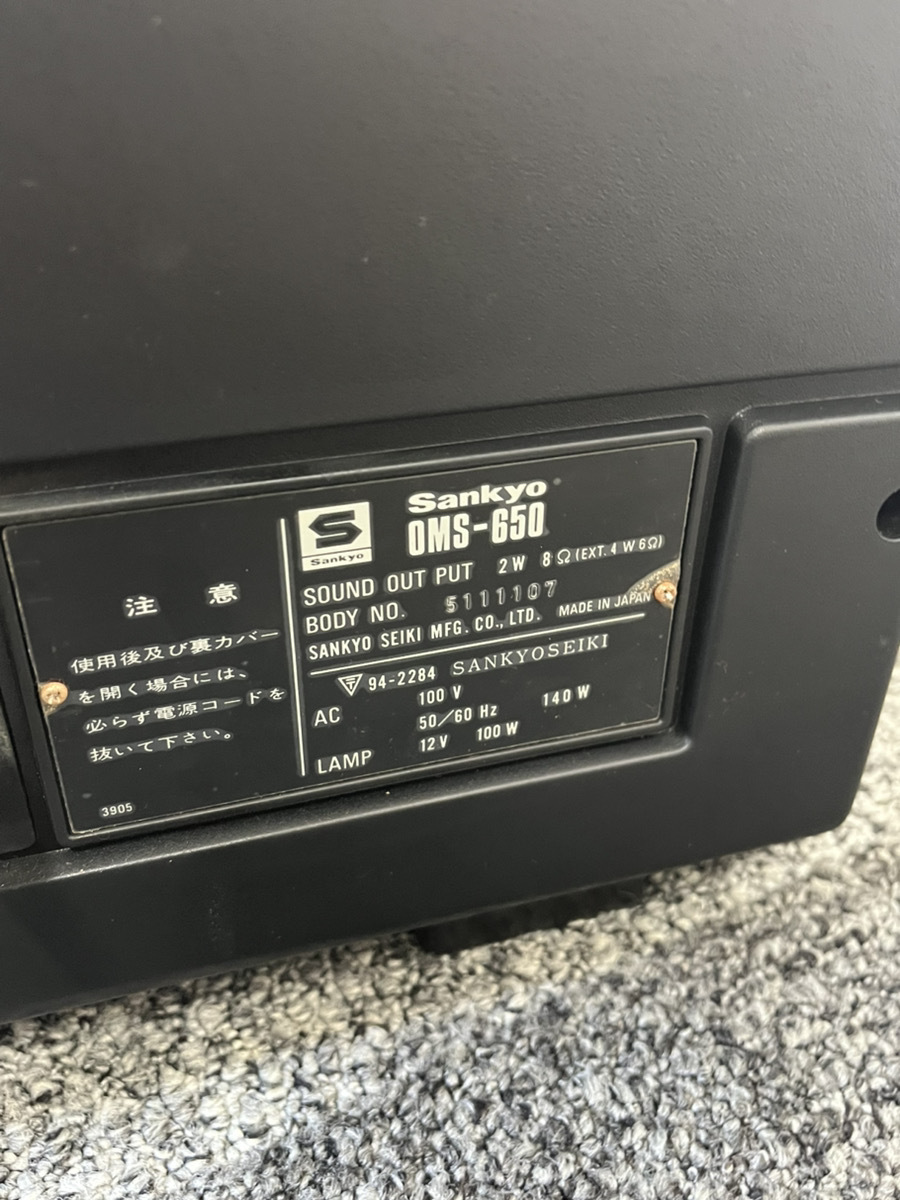 注意
使用後及び裏カバー
を開く場合には、
必らず電源コードを
抜いて下さい。
3905
S
Sankyo
Sankyo
OMS-650
SOUND OUT PUT 2W 8Ω (EXT. 4W 6Ω)
BODY NO. 5111107
SANKYO SEIKI MFG. CO., LTD. MADE IN JAPAN
〒 94-2284 SANKYOSEIKI
AC 100 V 140 W
50/60 Hz
LAMP 12V 100 W